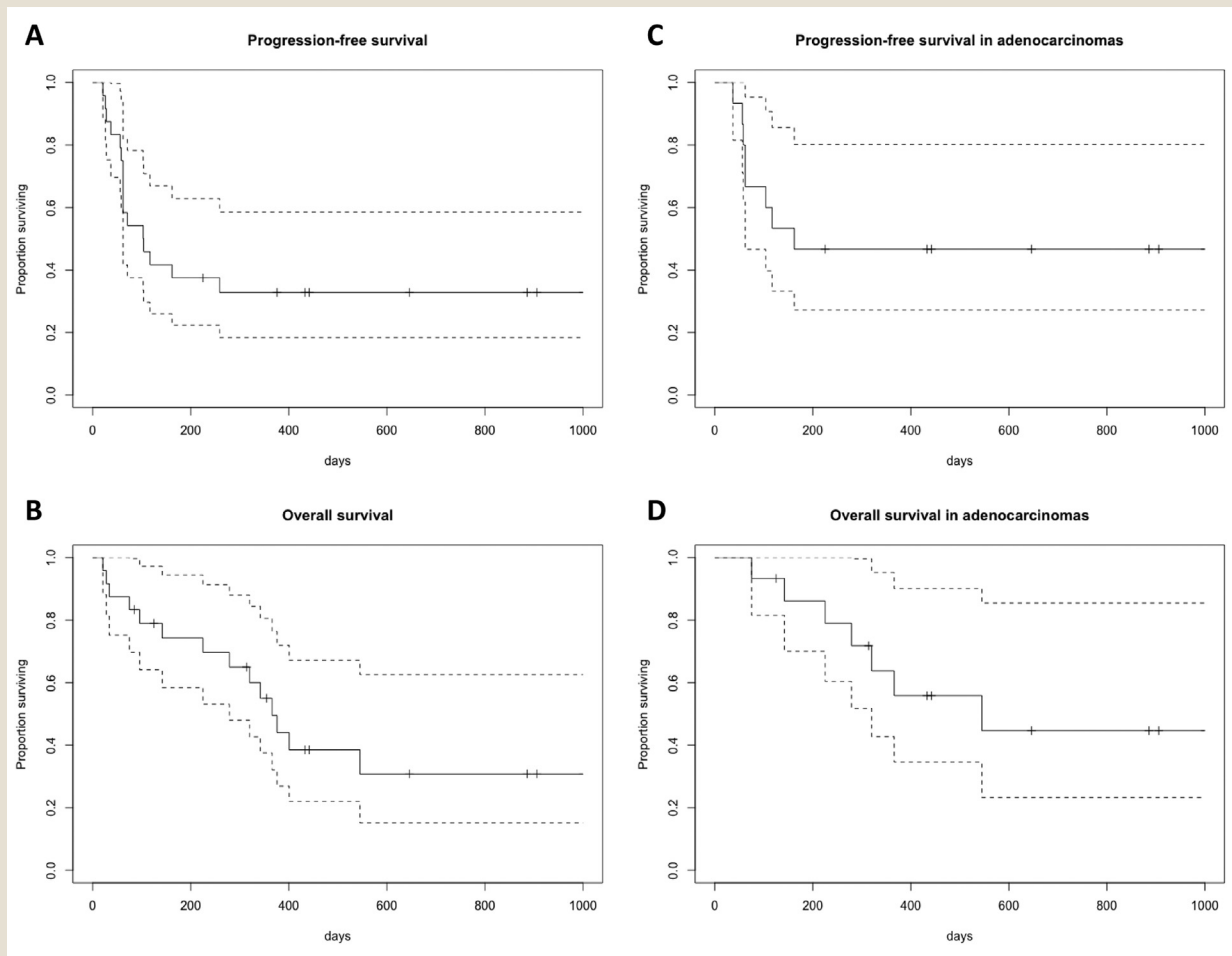 A
Progression-free survival
Proportion surviving
0.0 0.2 0.4 0.6 0.8 1.0
0 200 400 600 800 1000
days
B
Overall survival
Proportion surviving
0.0 0.2 0.4 0.6 0.8 1.0
0 200 400 600 800 1000
days
C
Progression-free survival in adenocarcinomas
Proportion surviving
0.0 0.2 0.4 0.6 0.8 1.0
0 200 400 600 800 1000
days
D
Overall survival in adenocarcinomas
Proportion surviving
0.0 0.2 0.4 0.6 0.8 1.0
0 200 400 600 800 1000
days